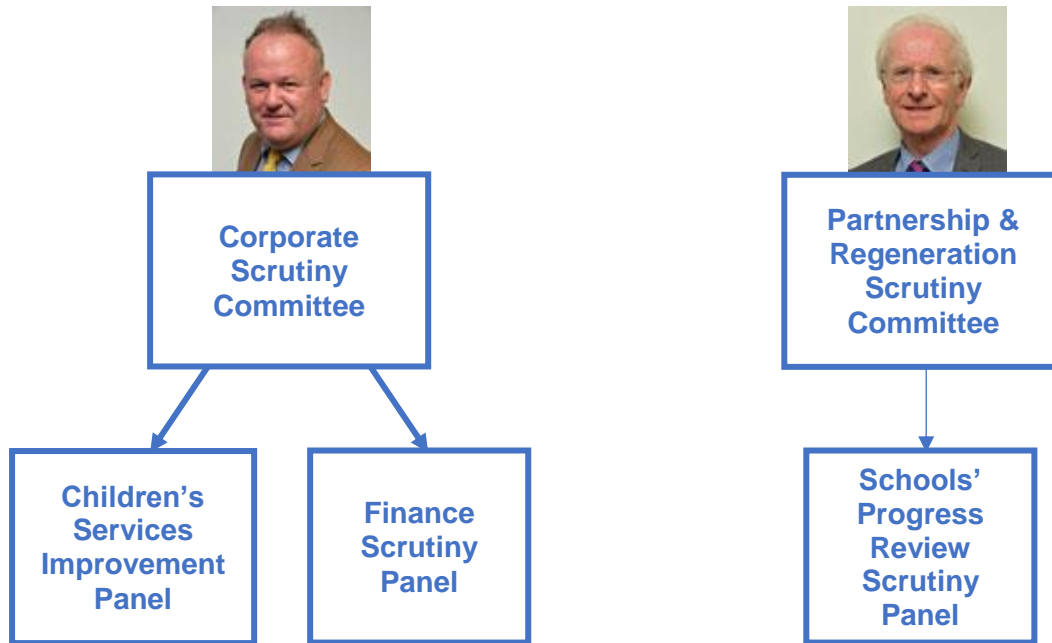 Corporate
Scrutiny
Committee
Partnership &
Regeneration
Scrutiny
Committee
Children’s
Services
Improvement
Panel
Finance
Scrutiny
Panel
Schools’
Progress
Review
Scrutiny
Panel